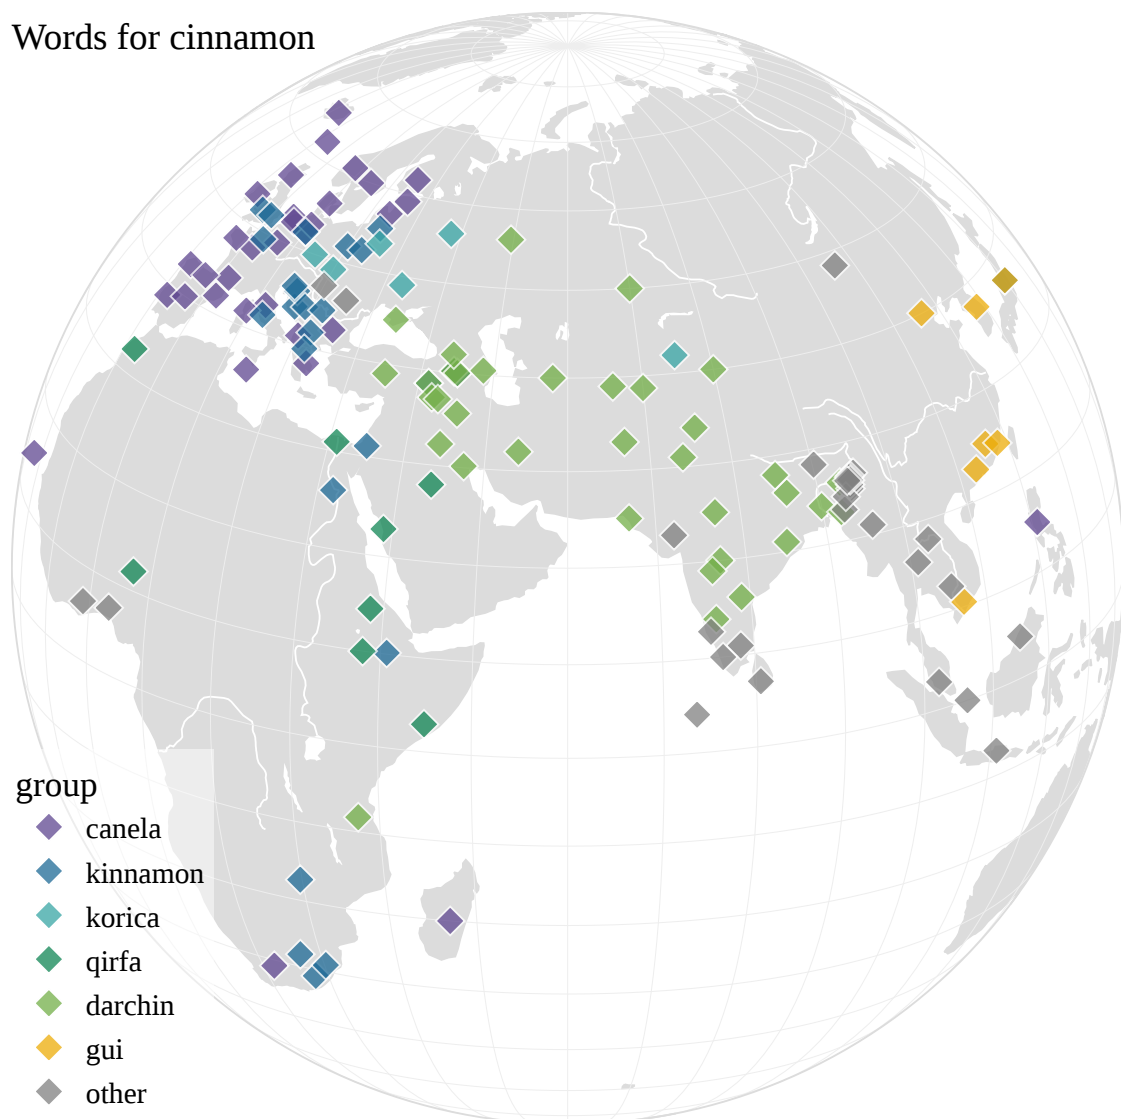 Words for cinnamon
group
canela
kinnamon
korica
qirfa
darchin
gui
other